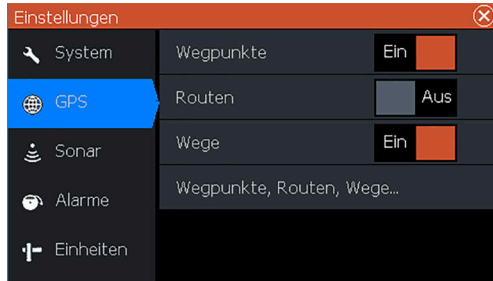 Einstellungen
System
GPS
Sonar
Alarme
Einheiten
Wegpunkte Ein
Routen Aus
Wege Ein
Wegpunkte, Routen, Wege...